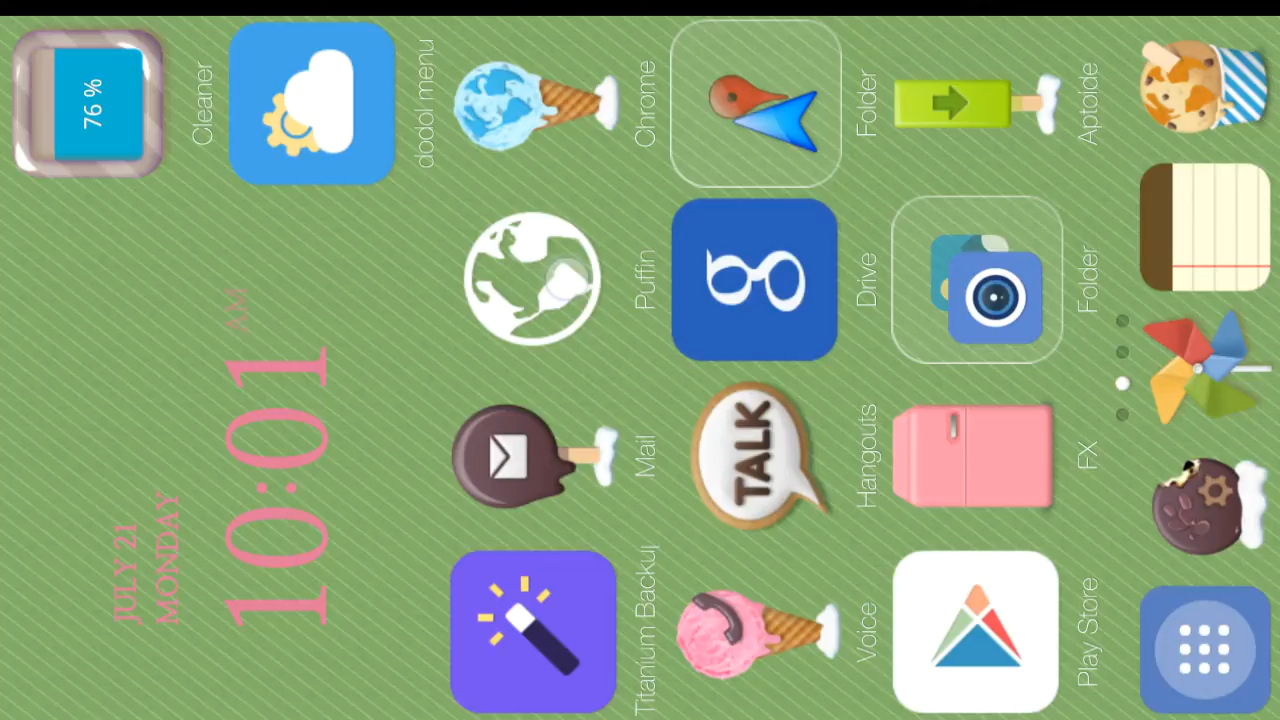 JULY 21
MONDAY
10:01 AM
76 %
Cleaner
dodol menu
Titanium Backu
Mail
Puffin
Chrome
TALK
g
Voice
Hangouts
Drive
Folder
Play Store
FX
Folder
Aptoide